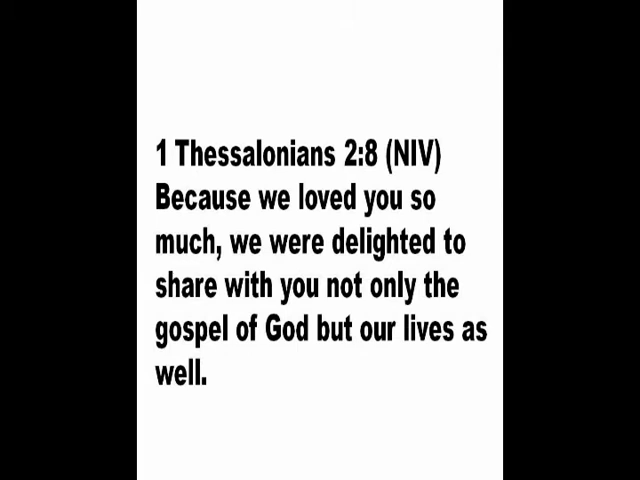 1 Thessalonians 2:8 (NIV)
Because we loved you so
much, we were delighted to
share with you not only the
gospel of God but our lives as
well.